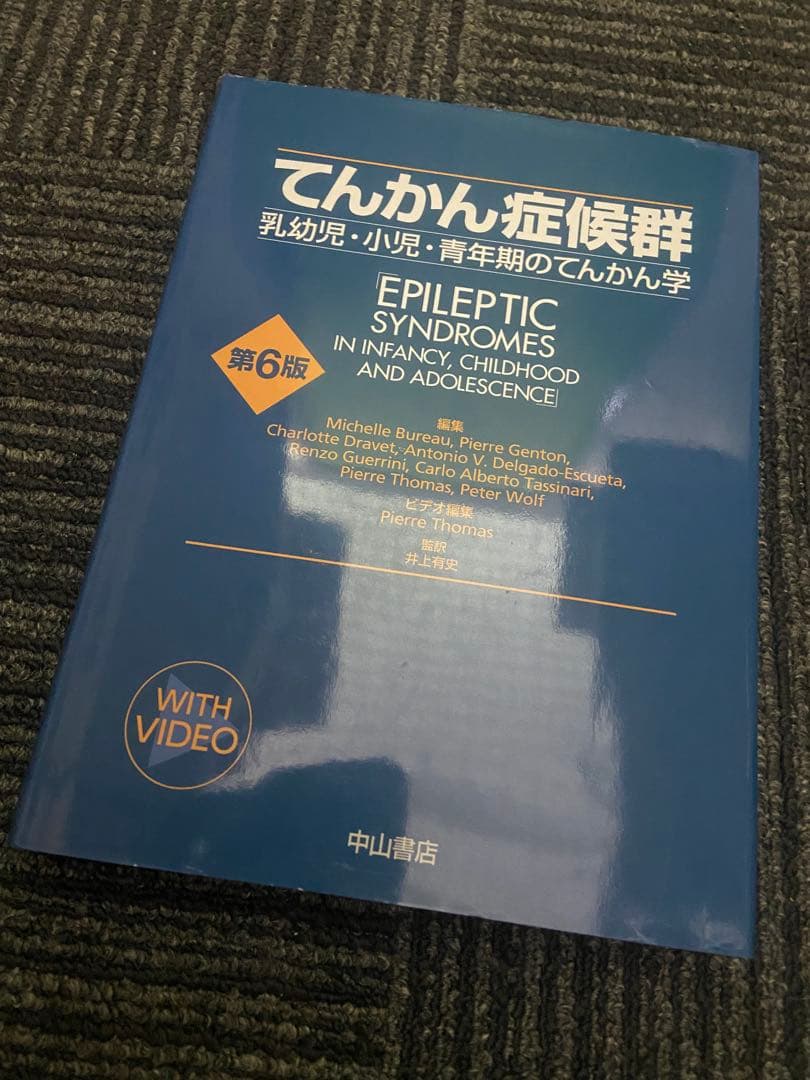 てんかん症候群
乳幼児・小児・青年期のてんかん学
「EPILEPTIC
SYNDROMES
IN INFANCY, CHILDHOOD
AND ADOLESCENCE」
第6版
編集
Michelle Bureau, Pierre Genton,
Charlotte Dravet, Antonio V. Delgado-Escueta,
Renzo Guerrini, Carlo Alberto Tassinari,
Pierre Thomas, Peter Wolf
ビデオ編集
Pierre Thomas
監訳
井上有史
WITH
VIDEO
中山書店